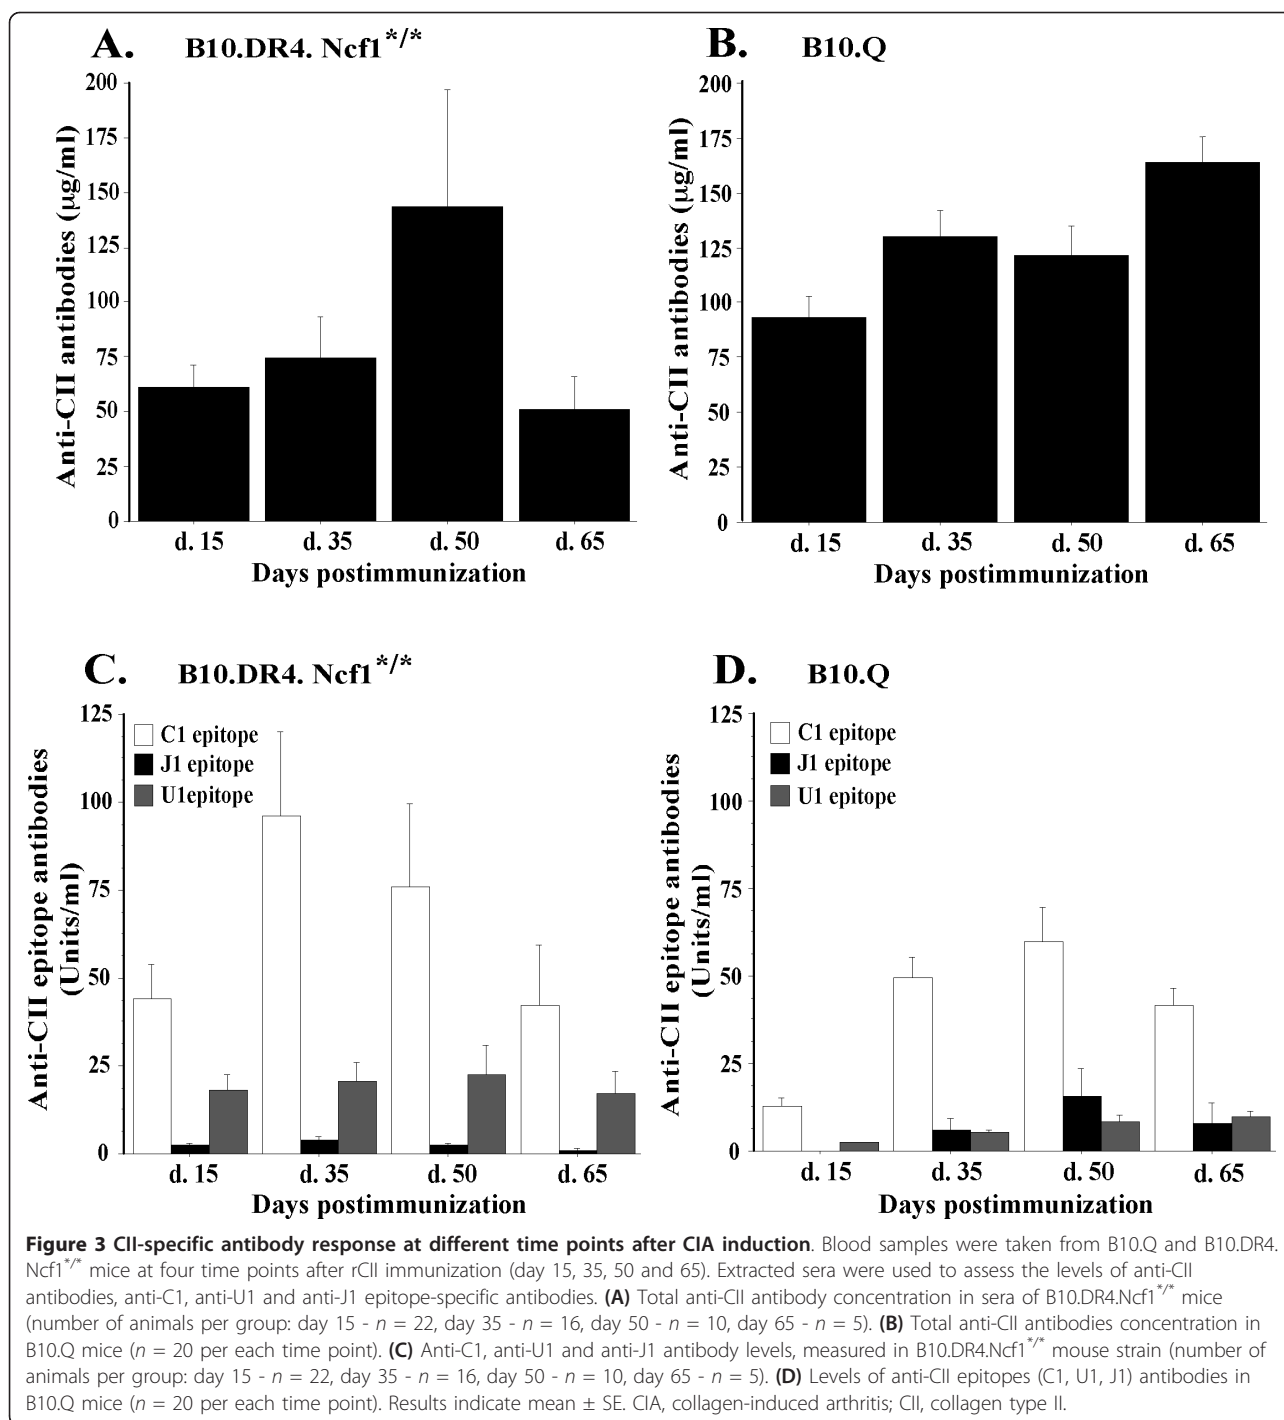 A. B10.DR4. Ncf1*/*
200
175
150
125
100
75
50
25
0
Anti-CII antibodies (µg/ml)
d. 15 d. 35 d. 50 d. 65
Days postimmunization
B. B10.Q
200
175
150
125
100
75
50
25
0
Anti-CII antibodies (µg/ml)
d. 15 d. 35 d. 50 d. 65
Days postimmunization
C. B10.DR4. Ncf1*/*
125
100
75
50
25
0
Anti-CII epitope antibodies
(Units/ml)
C1 epitope
J1 epitope
U1epitope
d. 15 d. 35 d. 50 d. 65
Days postimmunization
D. B10.Q
125
100
75
50
25
0
Anti-CII epitope antibodies
(Units/ml)
C1 epitope
J1 epitope
U1 epitope
d. 15 d. 35 d. 50 d. 65
Days postimmunization
Figure 3 CII-specific antibody response at different time points after CIA induction. Blood samples were taken from B10.Q and B10.DR4.
Ncf1*/* mice at four time points after rCII immunization (day 15, 35, 50 and 65). Extracted sera were used to assess the levels of anti-CII
antibodies, anti-C1, anti-U1 and anti-J1 epitope-specific antibodies. (A) Total anti-CII antibody concentration in sera of B10.DR4.Ncf1*/* mice
(number of animals per group: day 15 - n = 22, day 35 - n = 16, day 50 - n = 10, day 65 - n = 5). (B) Total anti-CII antibodies concentration in
B10.Q mice (n = 20 per each time point). (C) Anti-C1, anti-U1 and anti-J1 antibody levels, measured in B10.DR4.Ncf1*/* mouse strain (number of
animals per group: day 15 - n = 22, day 35 - n = 16, day 50 - n = 10, day 65 - n = 5). (D) Levels of anti-CII epitopes (C1, U1, J1) antibodies in
B10.Q mice (n = 20 per each time point). Results indicate mean ± SE. CIA, collagen-induced arthritis; CII, collagen type II.